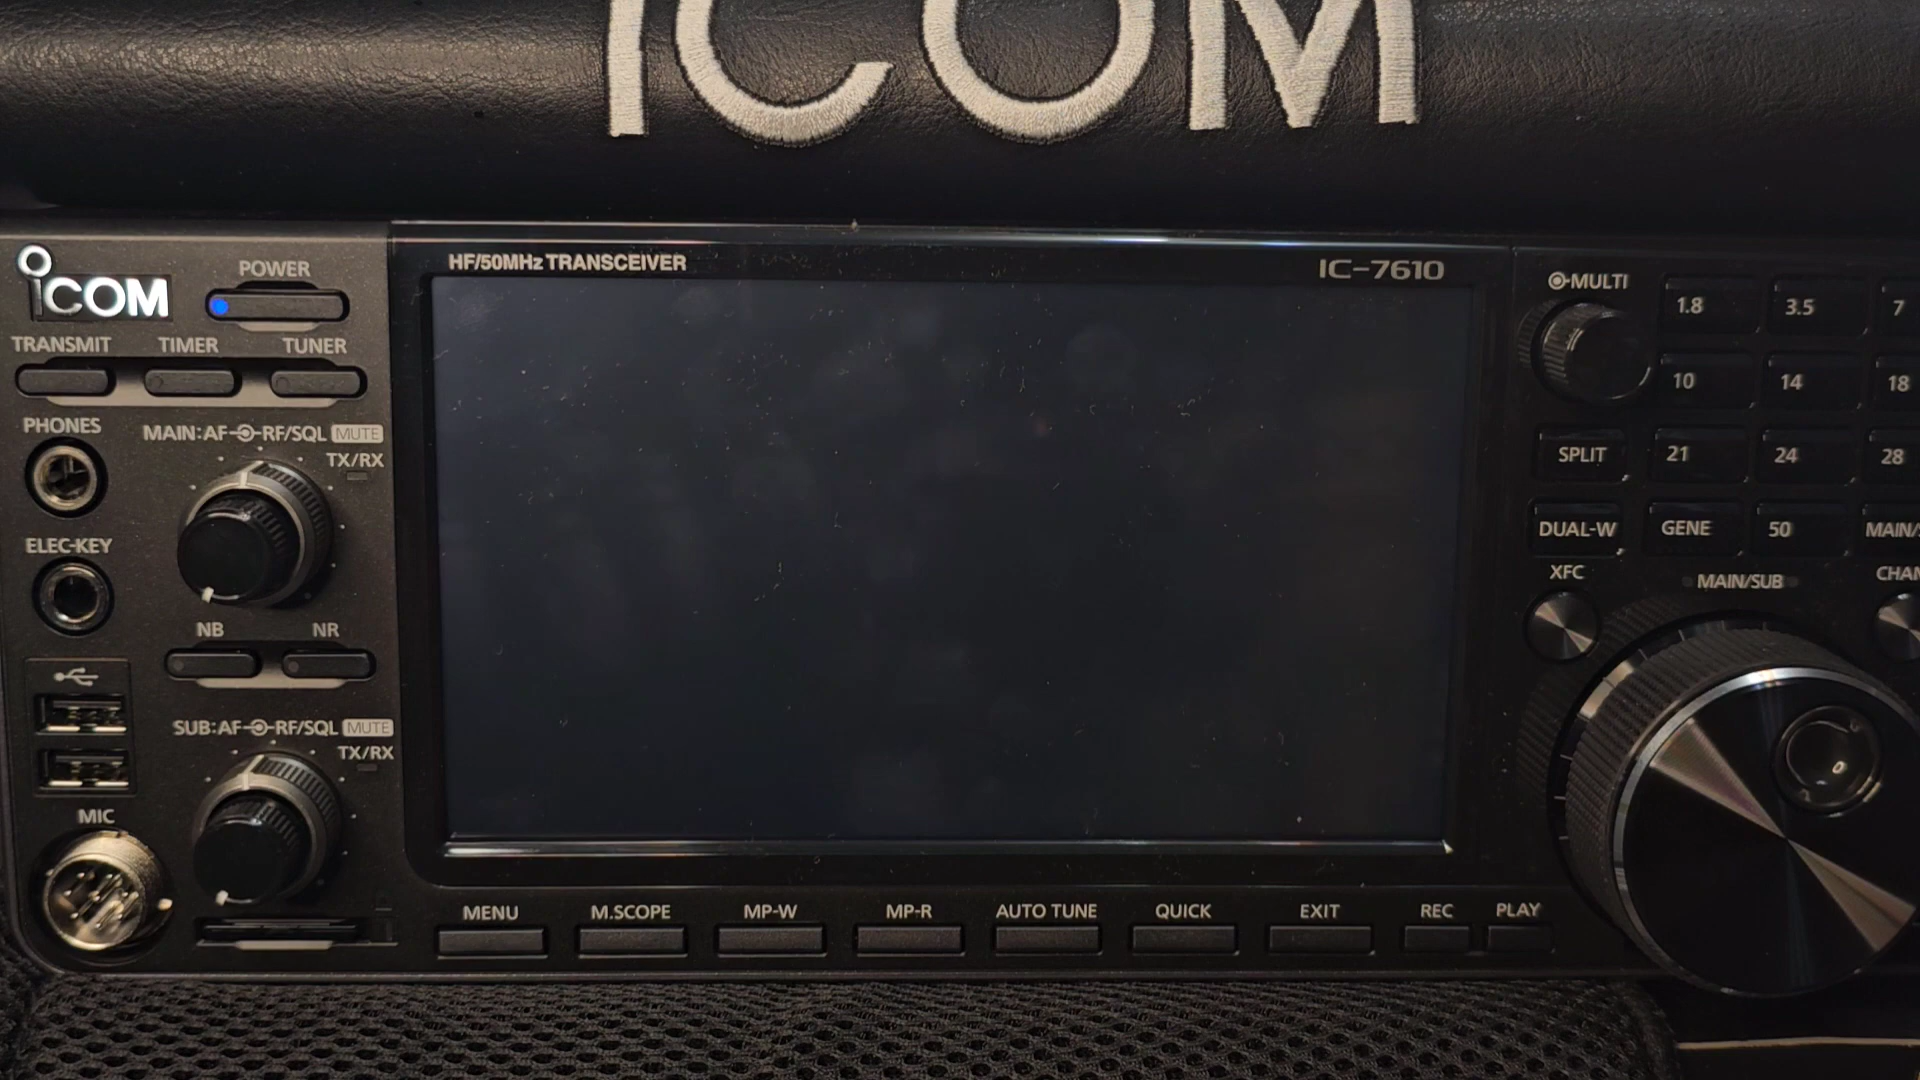 ICOM
HF/50MHz TRANSCEIVER
IC-7610
ICOM
POWER
TRANSMIT
TIMER
TUNER
PHONES
MAIN:AF RF/SQL MUTE
TX/RX
ELEC-KEY
NB
NR
SUB:AF RF/SQL MUTE
TX/RX
MIC
MENU
M.SCOPE
MP-W
MP-R
AUTO TUNE
QUICK
EXIT
REC
PLAY
MULTI
1.8
3.5
7
10
14
18
SPLIT
21
24
28
DUAL-W
GENE
50
MAIN/
XFC
MAIN/SUB
CHAN